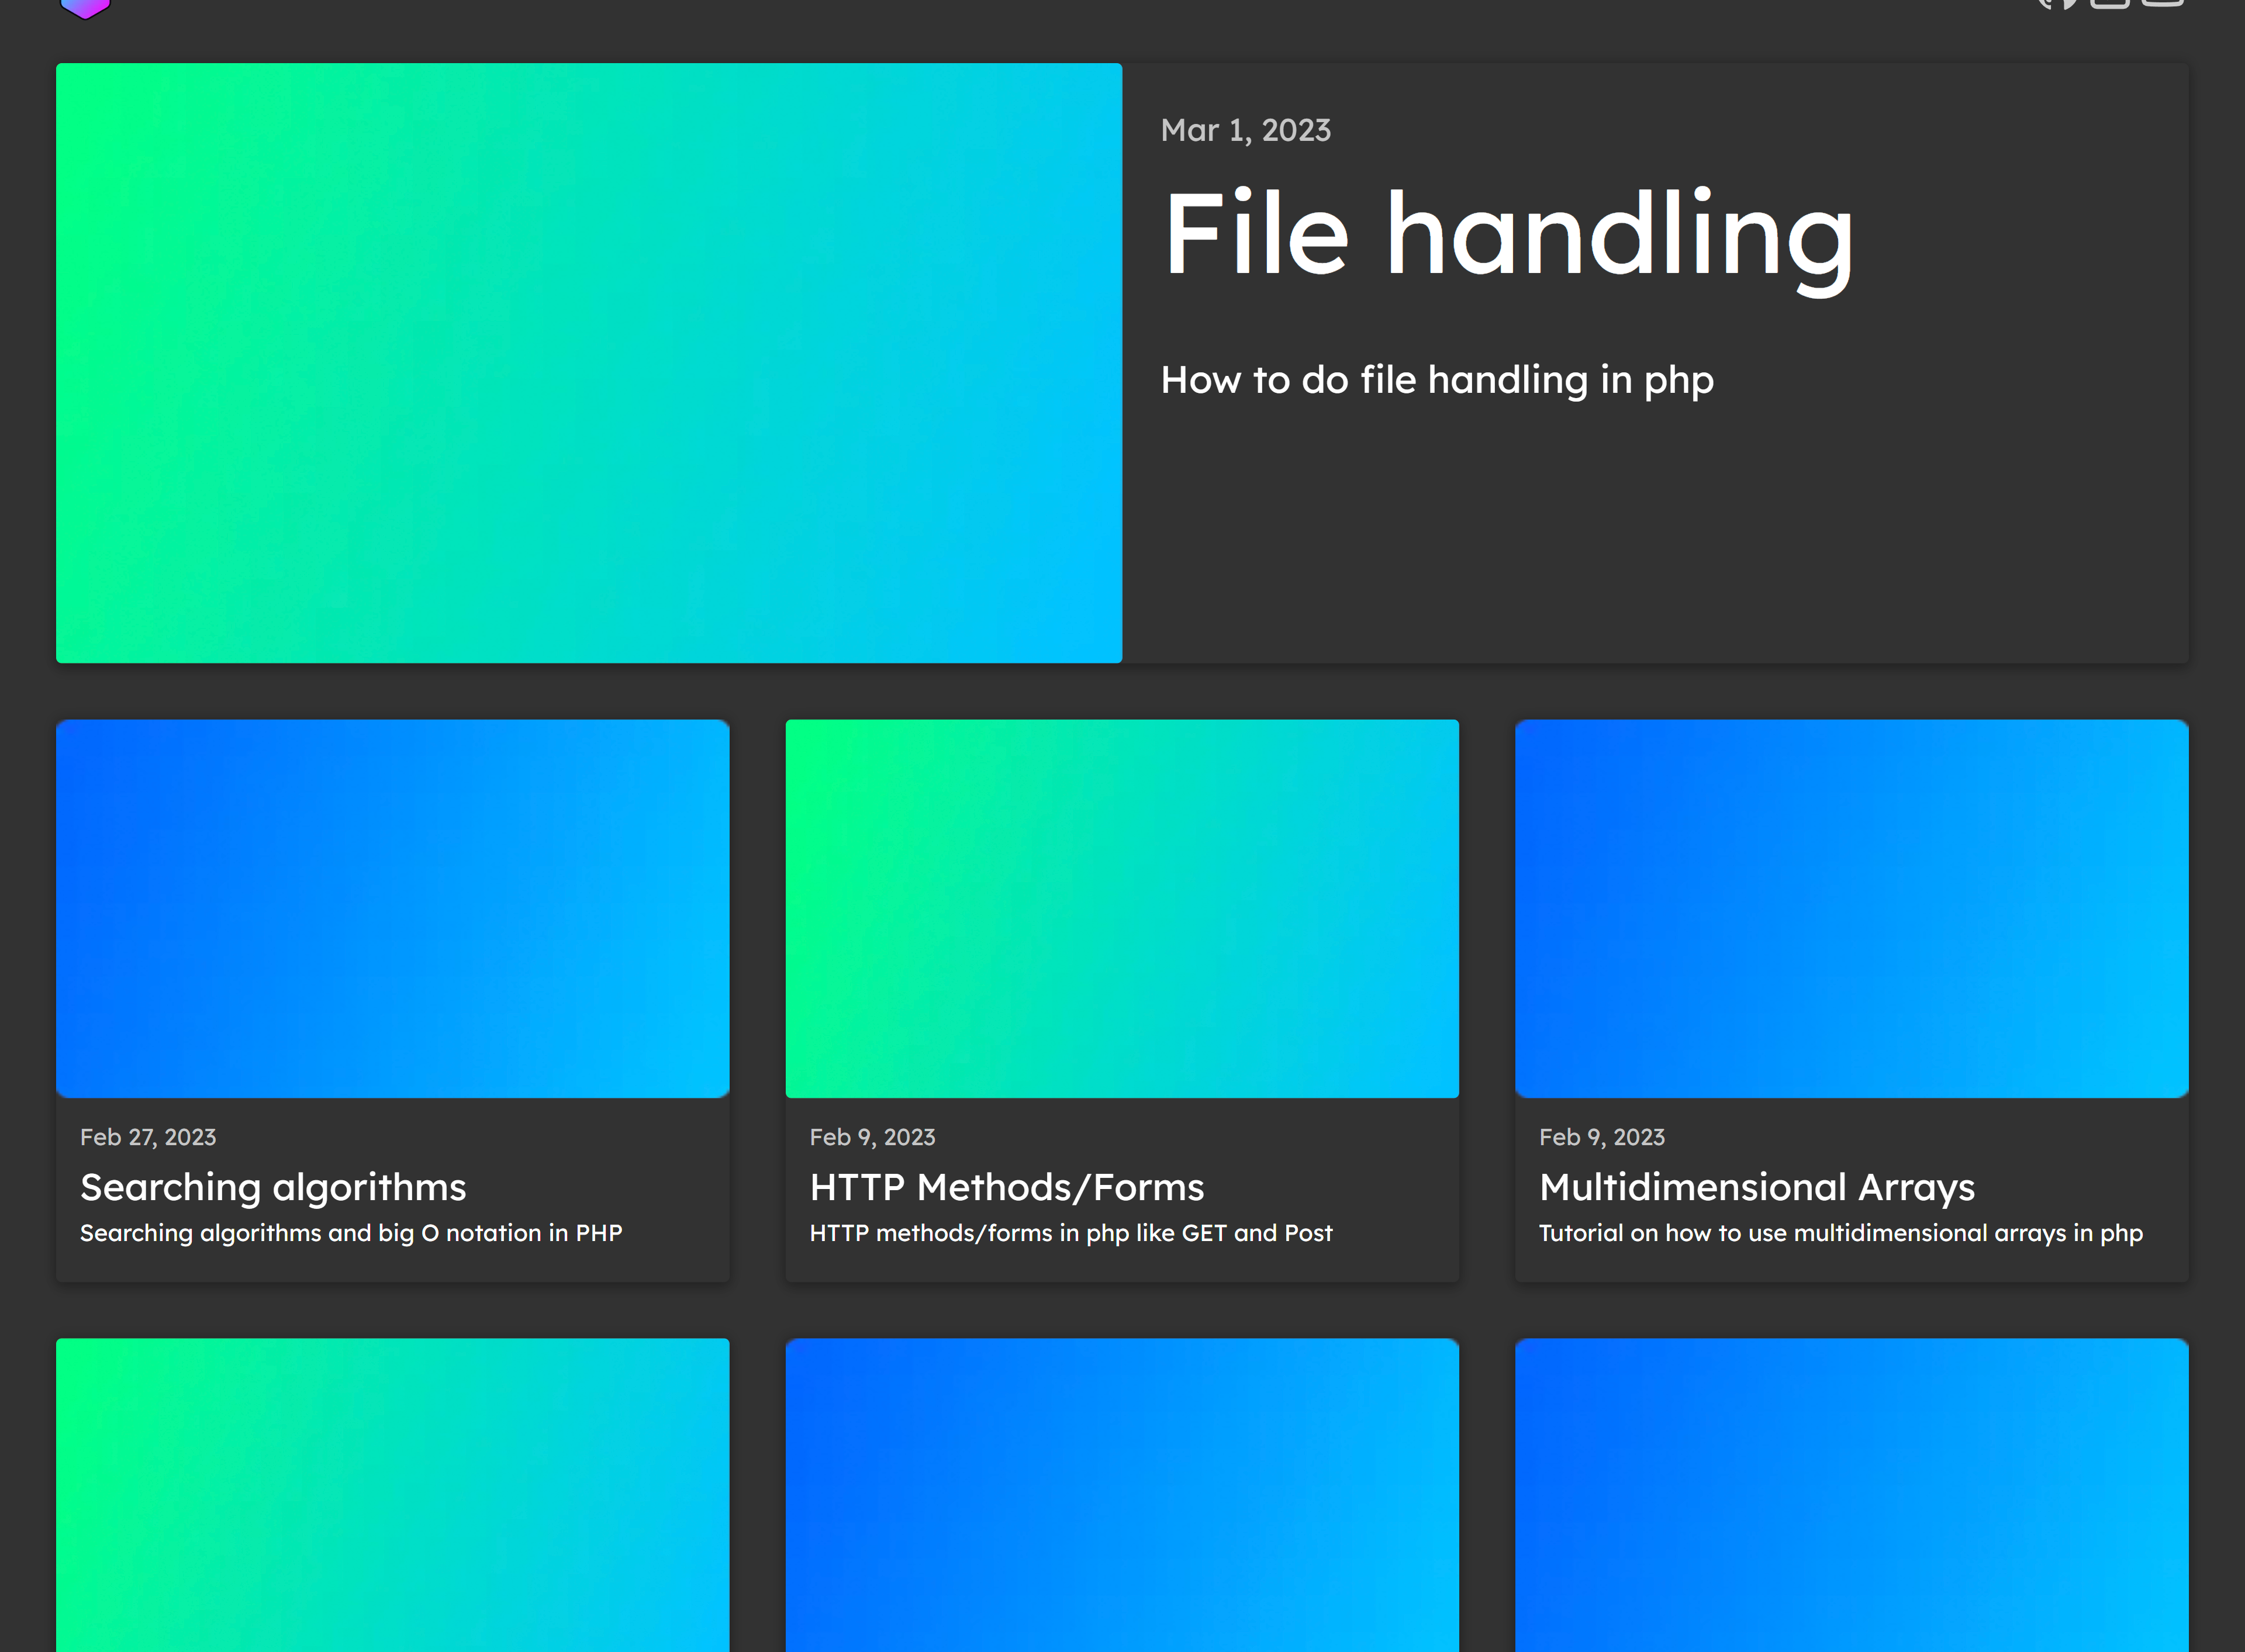 Mar 1, 2023
File handling
How to do file handling in php
Feb 27, 2023
Searching algorithms
Searching algorithms and big O notation in PHP
Feb 9, 2023
HTTP Methods/Forms
HTTP methods/forms in php like GET and Post
Feb 9, 2023
Multidimensional Arrays
Tutorial on how to use multidimensional arrays in php